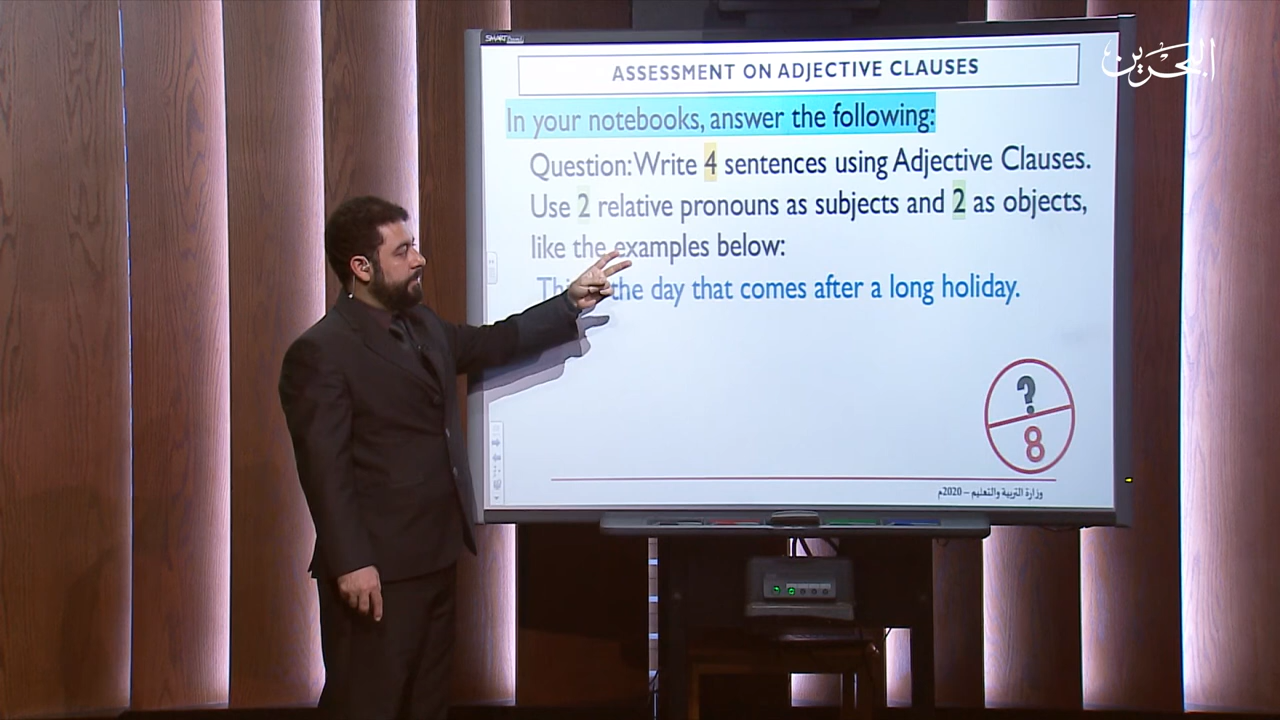 SMART Board
ASSESSMENT ON ADJECTIVE CLAUSES
البحرين
In your notebooks, answer the following:
Question: Write 4 sentences using Adjective Clauses.
Use 2 relative pronouns as subjects and 2 as objects,
like the examples below:
the day that comes after a long holiday.
?
8
وزارة التربية والتعليم – 2020م